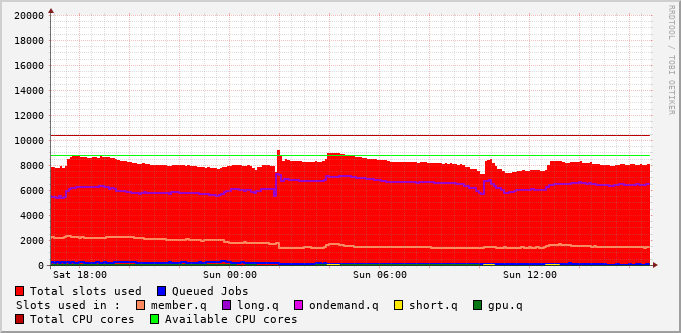 RRDTOOL / TOBI OETIKER
20000
18000
16000
14000
12000
10000
8000
6000
4000
2000
0
Sat 18:00 Sun 00:00 Sun 06:00 Sun 12:00
Total slots used Queued Jobs
Slots used in : member.q long.q ondemand.q short.q gpu.q
Total CPU cores Available CPU cores